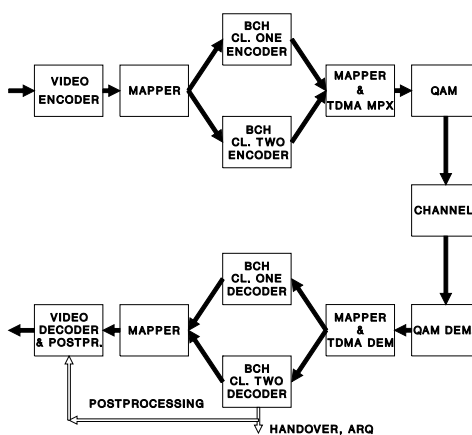 VIDEO
ENCODER
MAPPER
BCH
CL. ONE
ENCODER
BCH
CL. TWO
ENCODER
MAPPER
&
TDMA MPX
QAM
CHANNEL
QAM DEM
MAPPER
&
TDMA DEM
BCH
CL. ONE
DECODER
BCH
CL. TWO
DECODER
MAPPER
VIDEO
DECODER
& POSTPR.
POSTPROCESSING
HANDOVER, ARQ